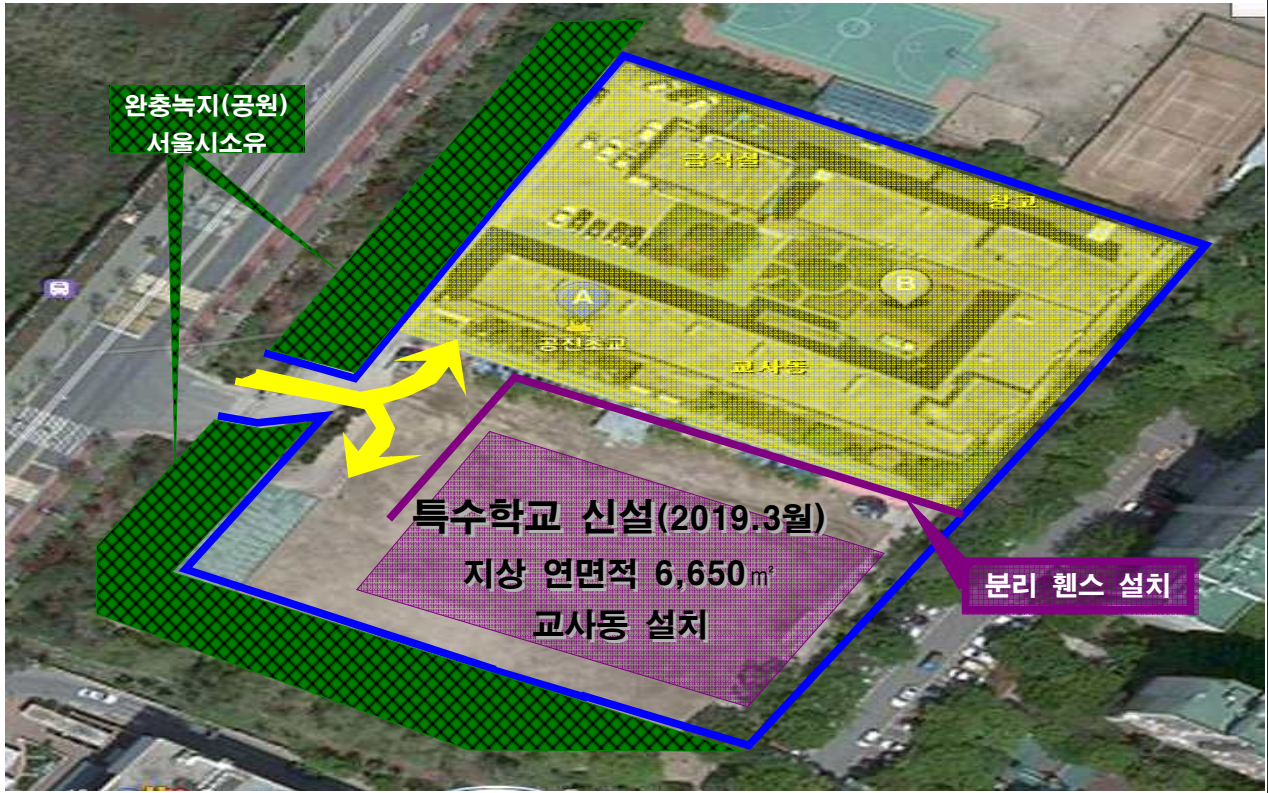 완충녹지(공원)
서울시소유
급식실
창고
A
B
공진초교
교사동
특수학교 신설(2019.3월)
지상 연면적 6,650㎡
교사동 설치
분리 휀스 설치